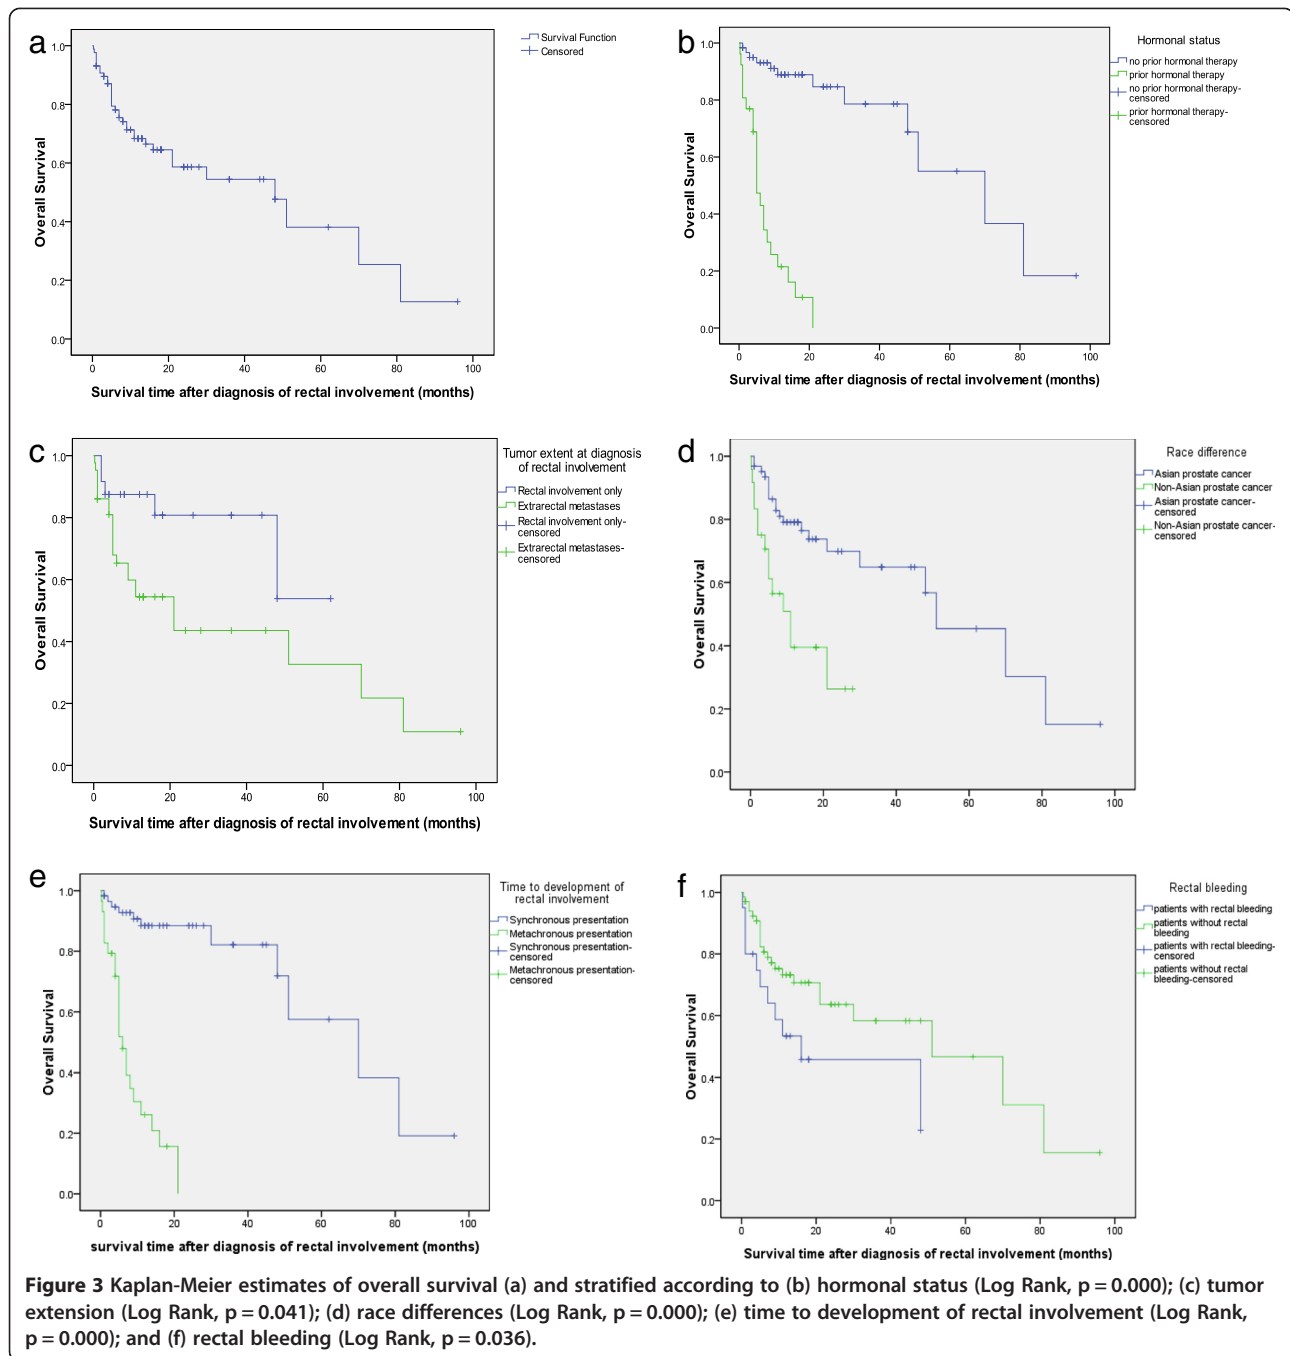 a
Survival Function
Censored
1.0
0.8
0.6
0.4
0.2
0.0
Overall Survival
0 20 40 60 80 100
Survival time after diagnosis of rectal involvement (months)
b
Hormonal status
no prior hormonal therapy
prior hormonal therapy
no prior hormonal therapy-
censored
prior hormonal therapy-
censored
1.0
0.8
0.6
0.4
0.2
0.0
Overall Survival
0 20 40 60 80 100
Survival time after diagnosis of rectal involvement (months)
c
Tumor extent at diagnosis
of rectal involvement
Rectal involvement only
Extrarectal metastases
Rectal involvement only-
censored
Extrarectal metastases-
censored
1.0
0.8
0.6
0.4
0.2
0.0
Overall Survival
0 20 40 60 80 100
Survival time after diagnosis of rectal involvement (months)
d
Race difference
Asian prostate cancer
Non-Asian prostate cancer
Asian prostate cancer-
censored
Non-Asian prostate cancer-
censored
1.0
0.8
0.6
0.4
0.2
0.0
Overall Survival
0 20 40 60 80 100
e
Time to development of
rectal involvement
Synchronous presentation
Metachronous presentation
Synchronous presentation-
censored
Metachronous presentation-
censored
1.0
0.8
0.6
0.4
0.2
0.0
Overall Survival
0 20 40 60 80 100
survival time after diagnosis of rectal involvement (months)
f
Rectal bleeding
patients with rectal bleeding
patients without rectal
bleeding
patients with rectal bleeding-
censored
patients without rectal
bleeding-censored
1.0
0.8
0.6
0.4
0.2
0.0
Overall Survival
0 20 40 60 80 100
Survival time after diagnosis of rectal involvement (months)
Figure 3 Kaplan-Meier estimates of overall survival (a) and stratified according to (b) hormonal status (Log Rank, p = 0.000); (c) tumor
extension (Log Rank, p = 0.041); (d) race differences (Log Rank, p = 0.000); (e) time to development of rectal involvement (Log Rank,
p = 0.000); and (f) rectal bleeding (Log Rank, p = 0.036).